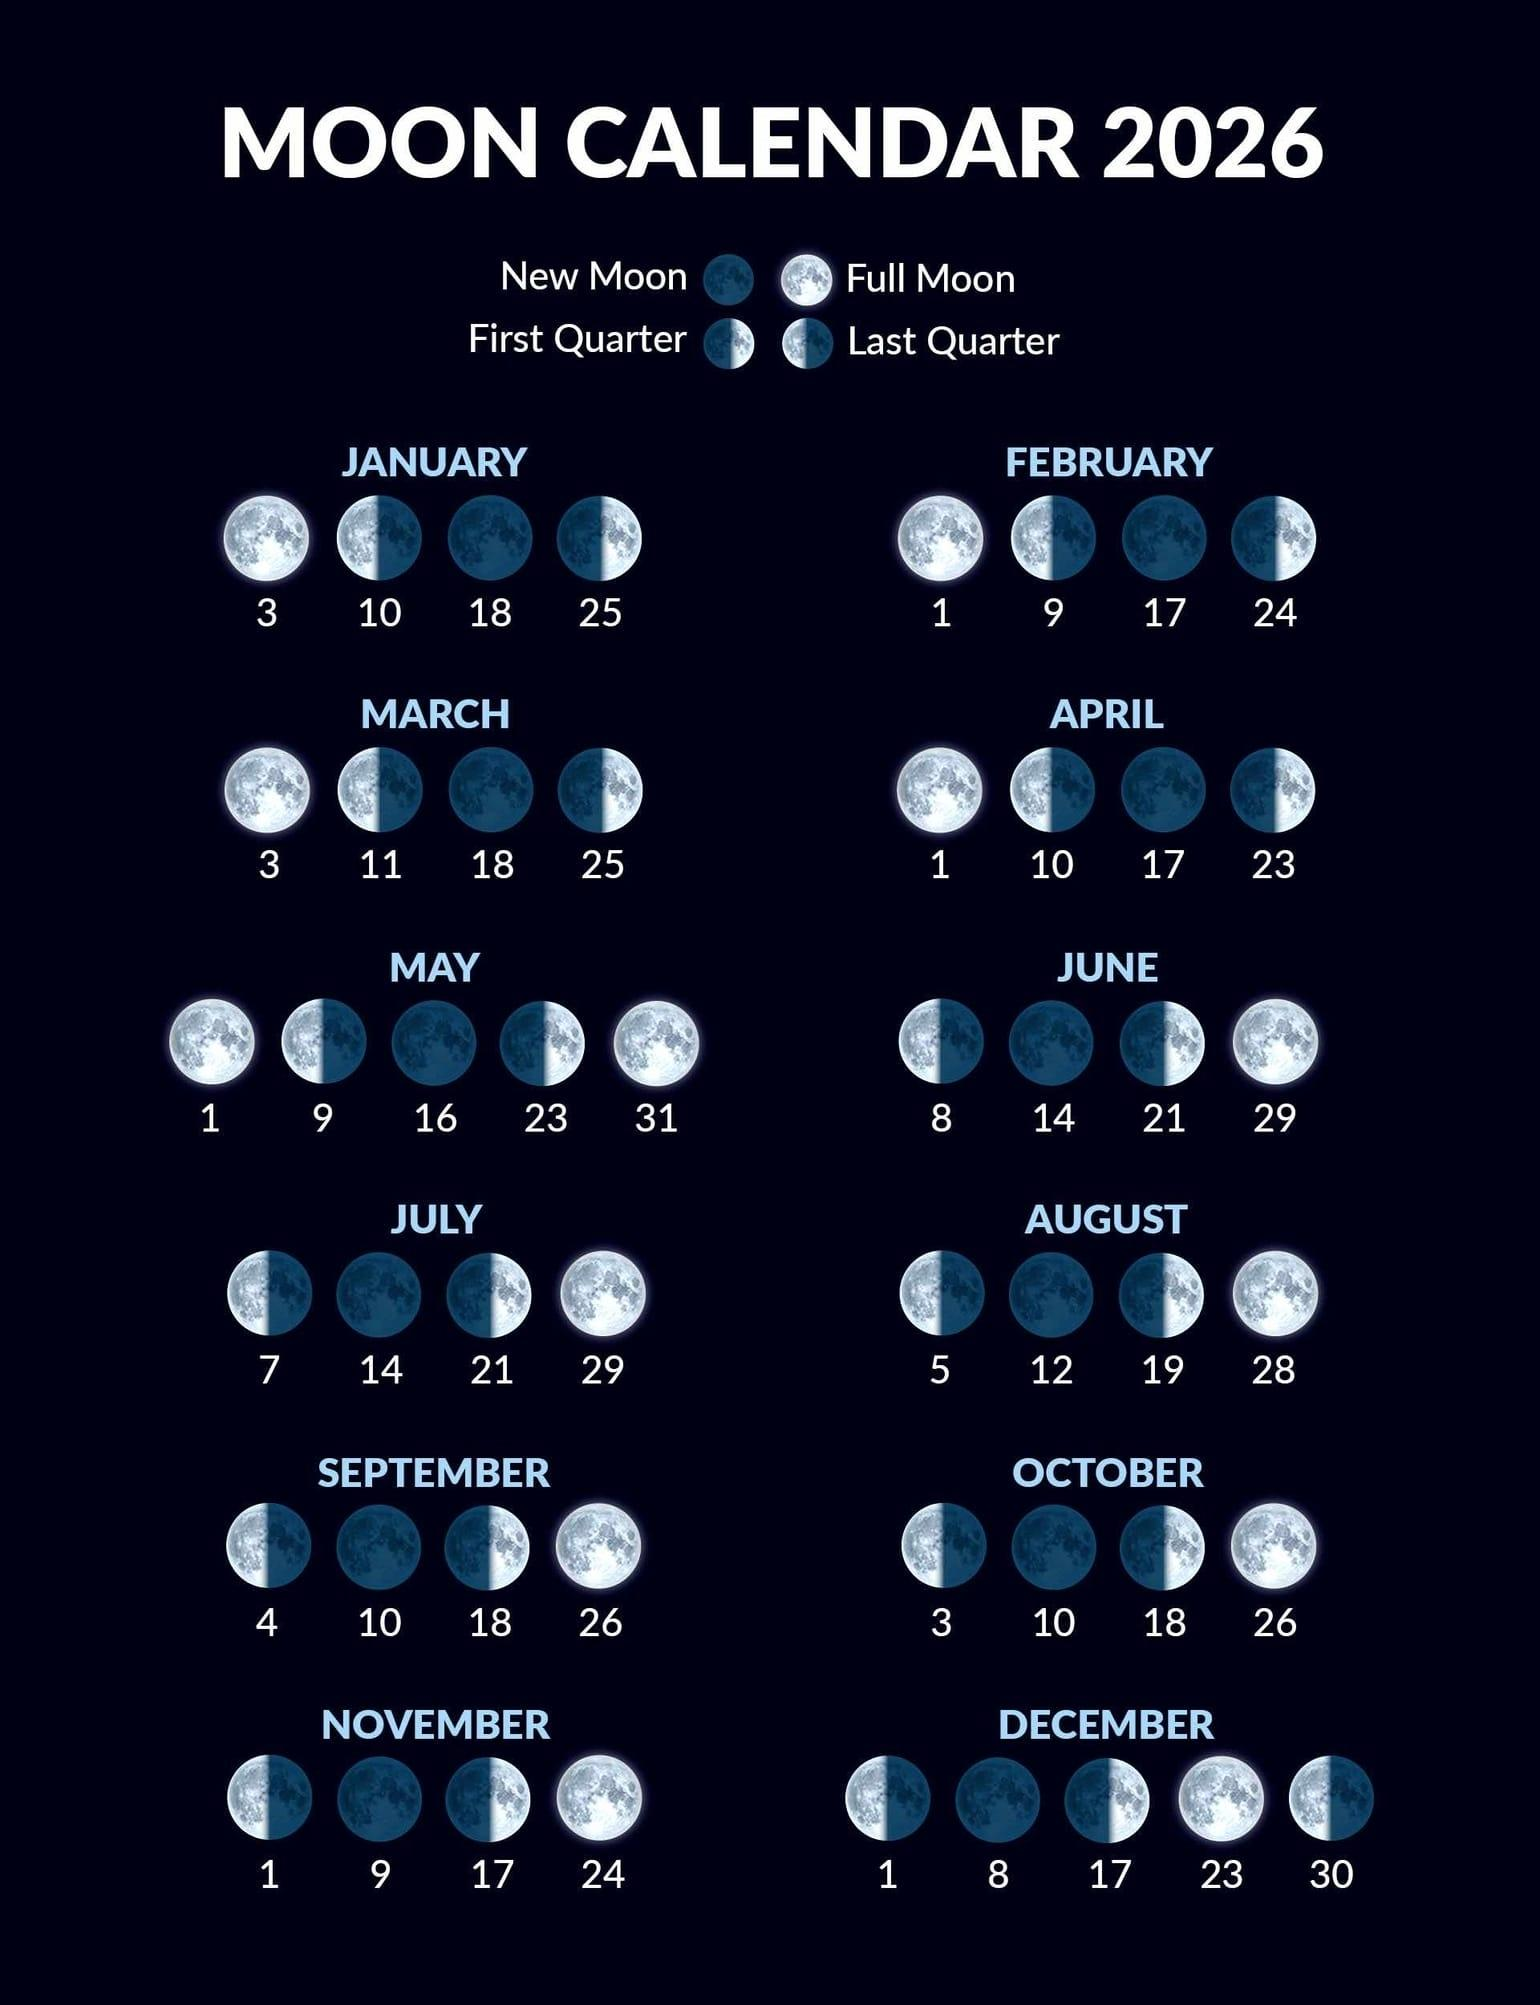 MOON CALENDAR 2026
New Moon Full Moon
First Quarter Last Quarter
JANUARY
3 10 18 25
FEBRUARY
1 9 17 24
MARCH
3 11 18 25
APRIL
1 10 17 23
MAY
1 9 16 23 31
JUNE
8 14 21 29
JULY
7 14 21 29
AUGUST
5 12 19 28
SEPTEMBER
4 10 18 26
OCTOBER
3 10 18 26
NOVEMBER
1 9 17 24
DECEMBER
1 8 17 23 30